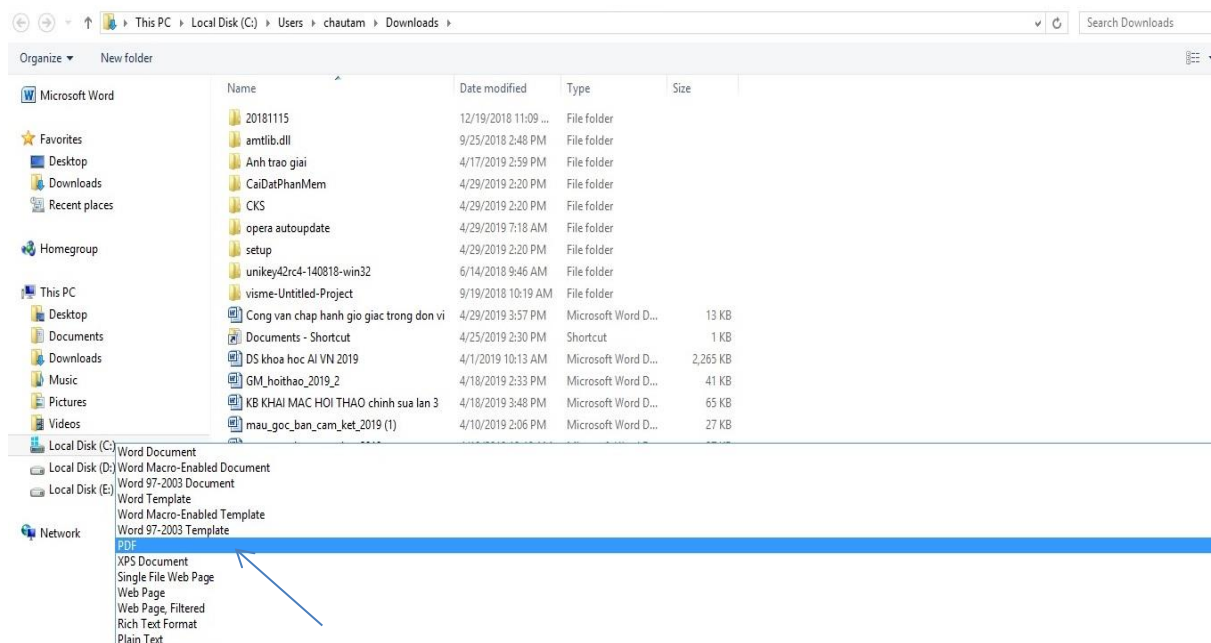 This PC Local Disk (C:) Users chautam Downloads Search Downloads
Organize New folder
Microsoft Word
Favorites
Desktop
Downloads
Recent places
Homegroup
This PC
Desktop
Documents
Downloads
Music
Pictures
Videos
Local Disk (C:)
Local Disk (D:)
Local Disk (E:)
Network
Name Date modified Type Size
20181115 12/19/2018 11:09 ... File folder
amtlib.dll 9/25/2018 2:48 PM File folder
Anh trao giai 4/17/2019 2:59 PM File folder
CaiDatPhanMem 4/29/2019 2:20 PM File folder
CKS 4/29/2019 2:20 PM File folder
opera autoupdate 4/29/2019 7:18 AM File folder
setup 4/29/2019 2:20 PM File folder
unikey42rc4-140818-win32 6/14/2018 9:46 AM File folder
visme-Untitled-Project 9/19/2018 10:19 AM File folder
Cong van chap hanh gio giac trong don vi 4/29/2019 3:57 PM Microsoft Word D... 13 KB
Documents - Shortcut 4/25/2019 2:30 PM Shortcut 1 KB
DS khoa hoc AI VN 2019 4/1/2019 10:13 AM Microsoft Word D... 2,265 KB
GM_hoithao_2019_2 4/18/2019 2:33 PM Microsoft Word D... 41 KB
KB KHAI MAC HOI THAO chinh sua lan 3 4/18/2019 3:48 PM Microsoft Word D... 65 KB
mau_goc_ban_cam_ket_2019 (1) 4/10/2019 2:06 PM Microsoft Word D... 27 KB
Word Document
Word Macro-Enabled Document
Word 97-2003 Document
Word Template
Word Macro-Enabled Template
Word 97-2003 Template
PDF
XPS Document
Single File Web Page
Web Page
Web Page, Filtered
Rich Text Format
Plain Text